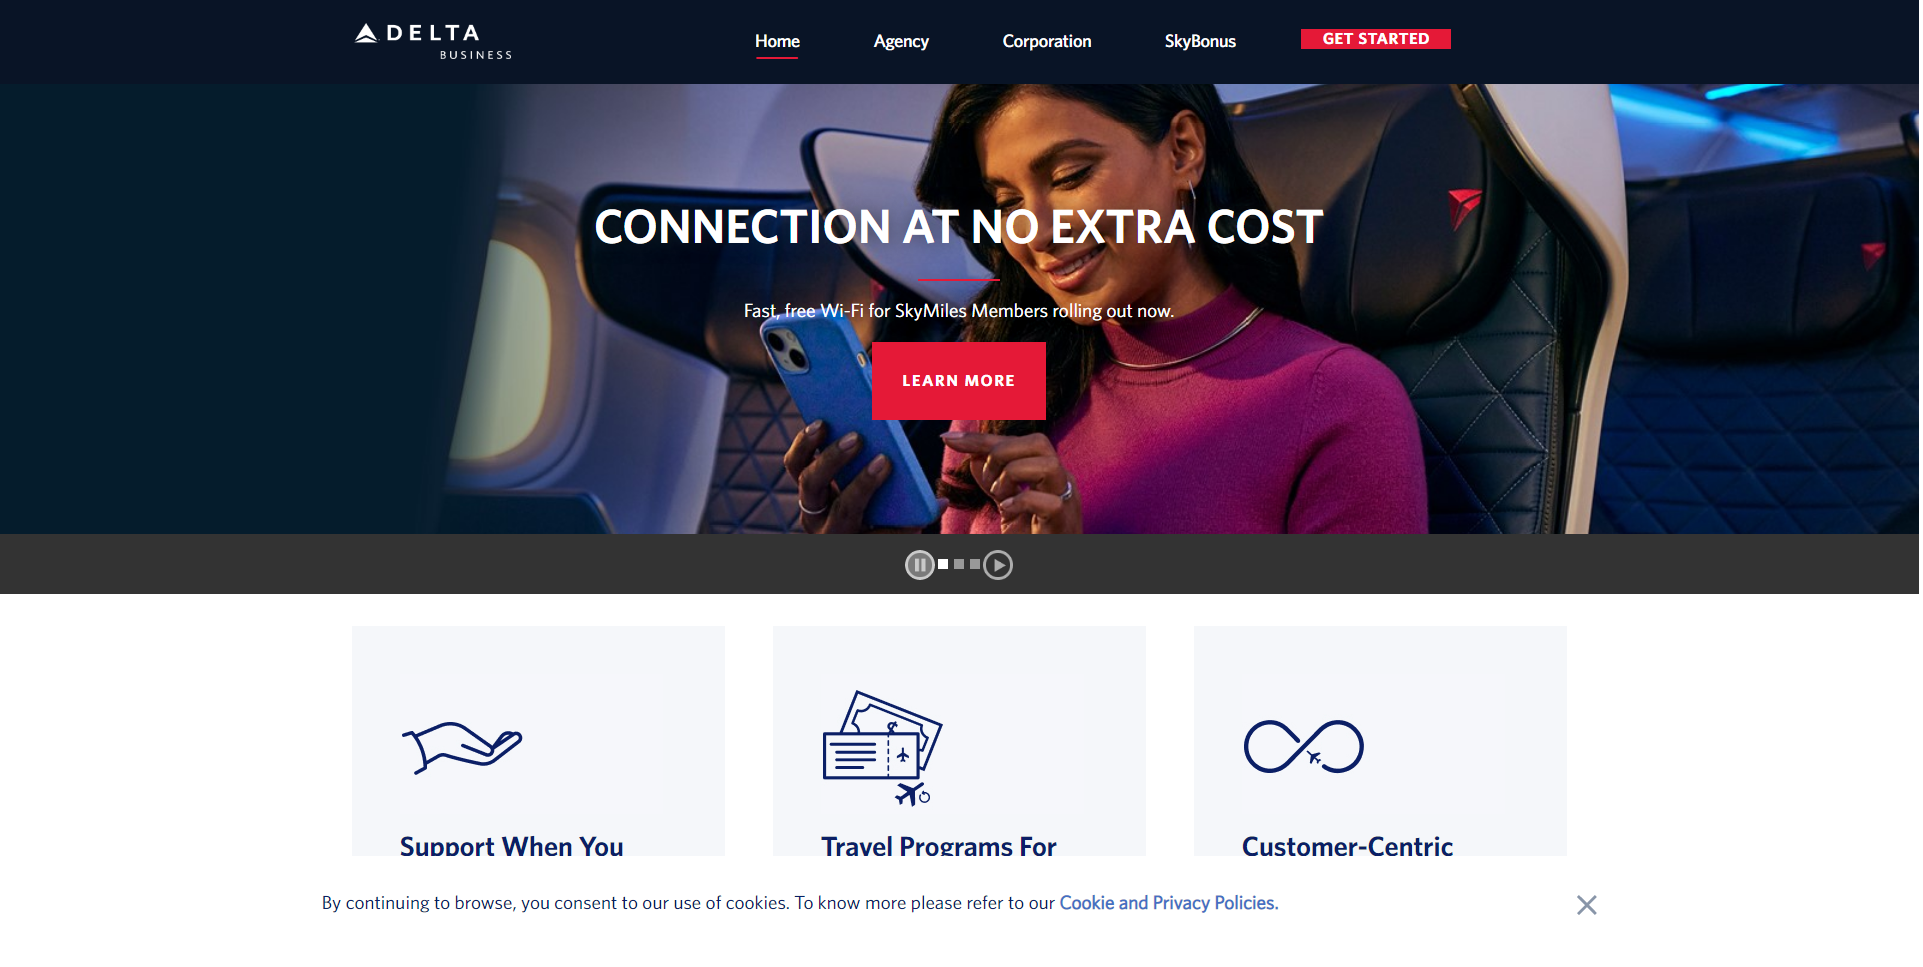 DELTA
BUSINESS
Home
Agency
Corporation
SkyBonus
GET STARTED
CONNECTION AT NO EXTRA COST
Fast, free Wi-Fi for SkyMiles Members rolling out now.
LEARN MORE
Support When You
Travel Programs For
Customer-Centric
By continuing to browse, you consent to our use of cookies. To know more please refer to our Cookie and Privacy Policies.